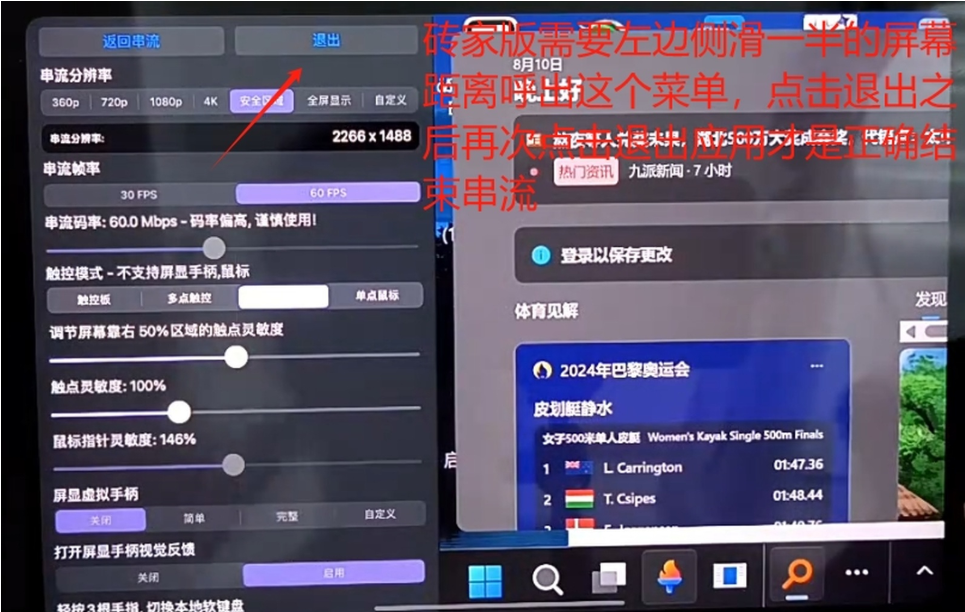 返回串流
退出
串流分辨率
360p 720p 1080p 4K 安全区域 全屏显示 自定义
串流分辨率: 2266 x 1488
串流帧率
30 FPS 60 FPS
串流码率: 60.0 Mbps - 码率偏高, 谨慎使用!
触控模式 - 不支持屏显手柄,鼠标
触控板 多点触控 单点鼠标
调节屏幕靠右 50% 区域的触点灵敏度
触点灵敏度: 100%
鼠标指针灵敏度: 146%
屏显虚拟手柄
关闭 简单 完整 自定义
打开屏显手柄视觉反馈
关闭 启用
轻按3根手指, 切换本地软键盘
砖家版需要左边侧滑一半的屏幕
距离呼出这个菜单，点击退出之
后再次点击退出应用才是正确结
束串流
8月10日
晚上好
热门资讯 九派新闻 · 7 小时
登录以保存更改
体育见解
发现
2024年巴黎奥运会
皮划艇静水
女子500米单人皮艇 Women's Kayak Single 500m Finals
1 L. Carrington 01:47.36
2 T. Csipes 01:48.44